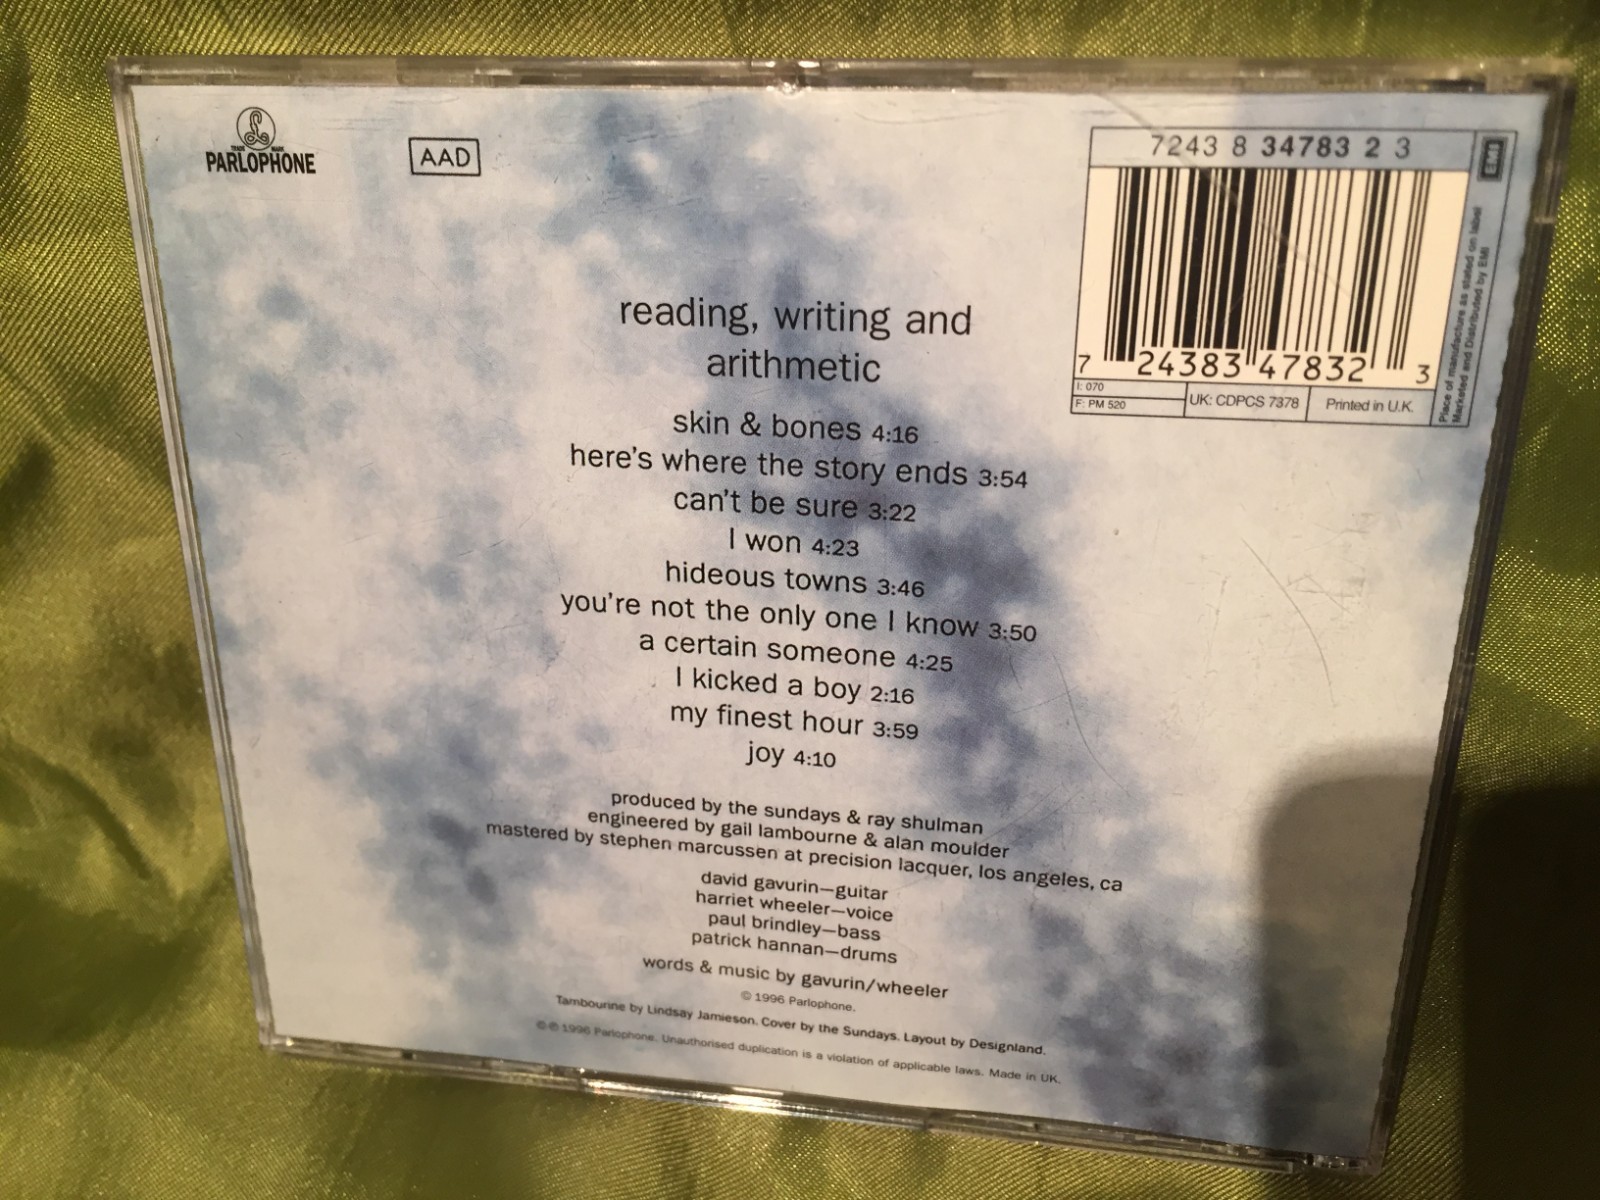 TRADE MARK
PARLOPHONE
AAD
7243 8 34783 2 3
EMI
7 24383 47832 3
I: 070
F: PM 520
UK: CDPCS 7378
Printed in U.K.
Place of manufacture as stated on label
Marketed and Distributed by EMI
reading, writing and
arithmetic
skin & bones 4:16
here's where the story ends 3:54
can't be sure 3:22
I won 4:23
hideous towns 3:46
you're not the only one I know 3:50
a certain someone 4:25
I kicked a boy 2:16
my finest hour 3:59
joy 4:10
produced by the sundays & ray shulman
engineered by gail lambourne & alan moulder
mastered by stephen marcussen at precision lacquer, los angeles, ca
david gavurin—guitar
harriet wheeler—voice
paul brindley—bass
patrick hannan—drums
words & music by gavurin/wheeler
© 1996 Parlophone.
Tambourine by Lindsay Jamieson. Cover by the Sundays. Layout by Designland.
©℗ 1996 Parlophone. Unauthorised duplication is a violation of applicable laws. Made in UK.